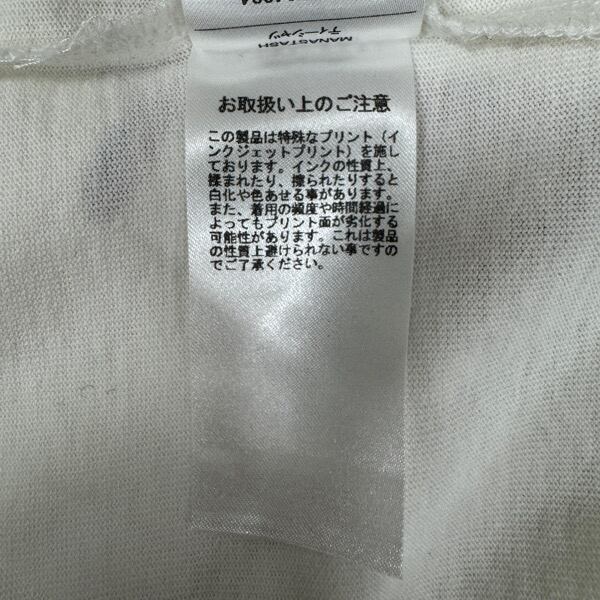 MANASTASH
ティーシャツ
お取扱い上のご注意
この製品は特殊なプリント（イ
ンクジェットプリント）を施し
ております。インクの性質上、
揉まれたり、擦られたりすると
白化や色あせる事があります。
また、着用の頻度や時間経過に
よってもプリント面が劣化する
可能性があります。これは製品
の性質上避けられない事ですの
でご了承ください。